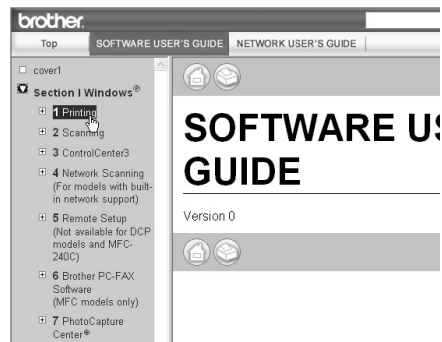 brother.
Top SOFTWARE USER'S GUIDE NETWORK USER'S GUIDE
cover1
Section I Windows®
1 Printing
2 Scanning
3 ControlCenter3
4 Network Scanning
(For models with built-
in network support)
5 Remote Setup
(Not available for DCP
models and MFC-
240C)
6 Brother PC-FAX
Software
(MFC models only)
7 PhotoCapture
Center®
SOFTWARE US
GUIDE
Version 0